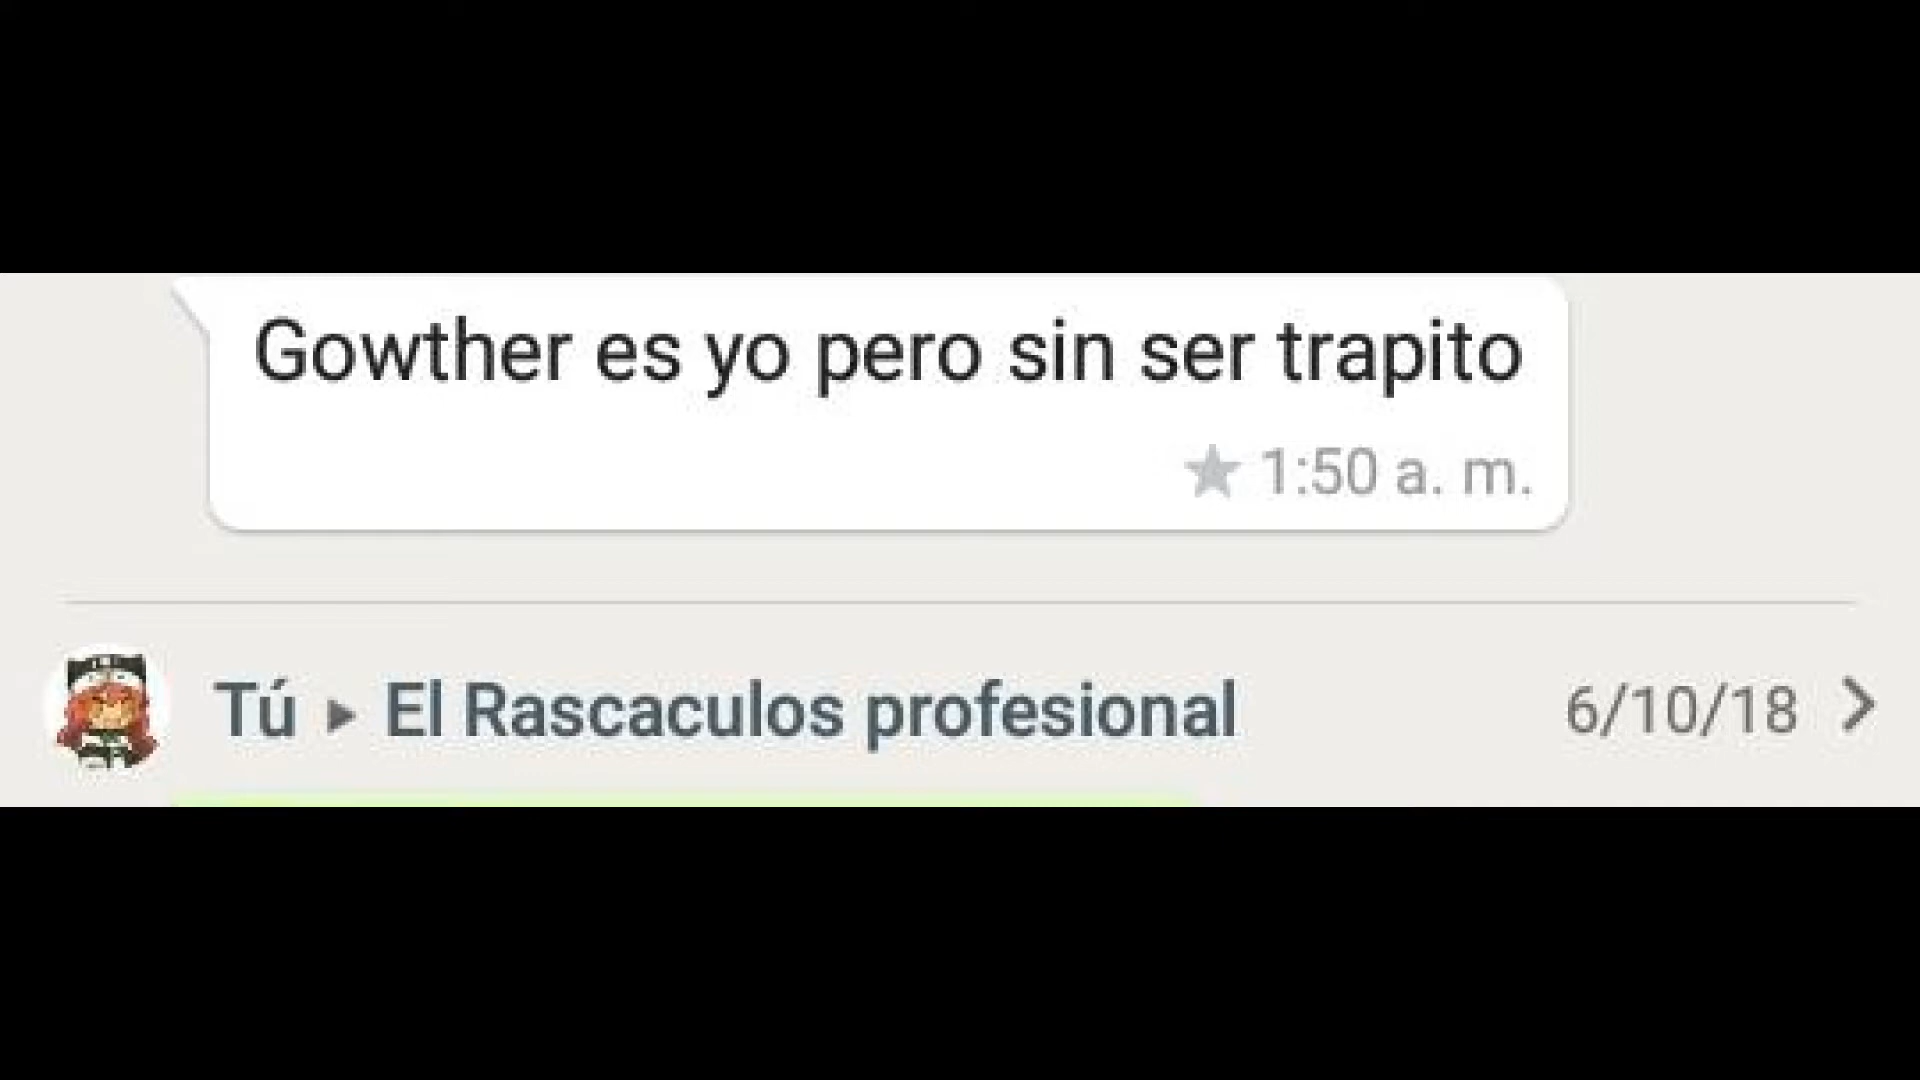 Gowther es yo pero sin ser trapito
★ 1:50 a. m.
Tú ▸ El Rascaculos profesional 6/10/18